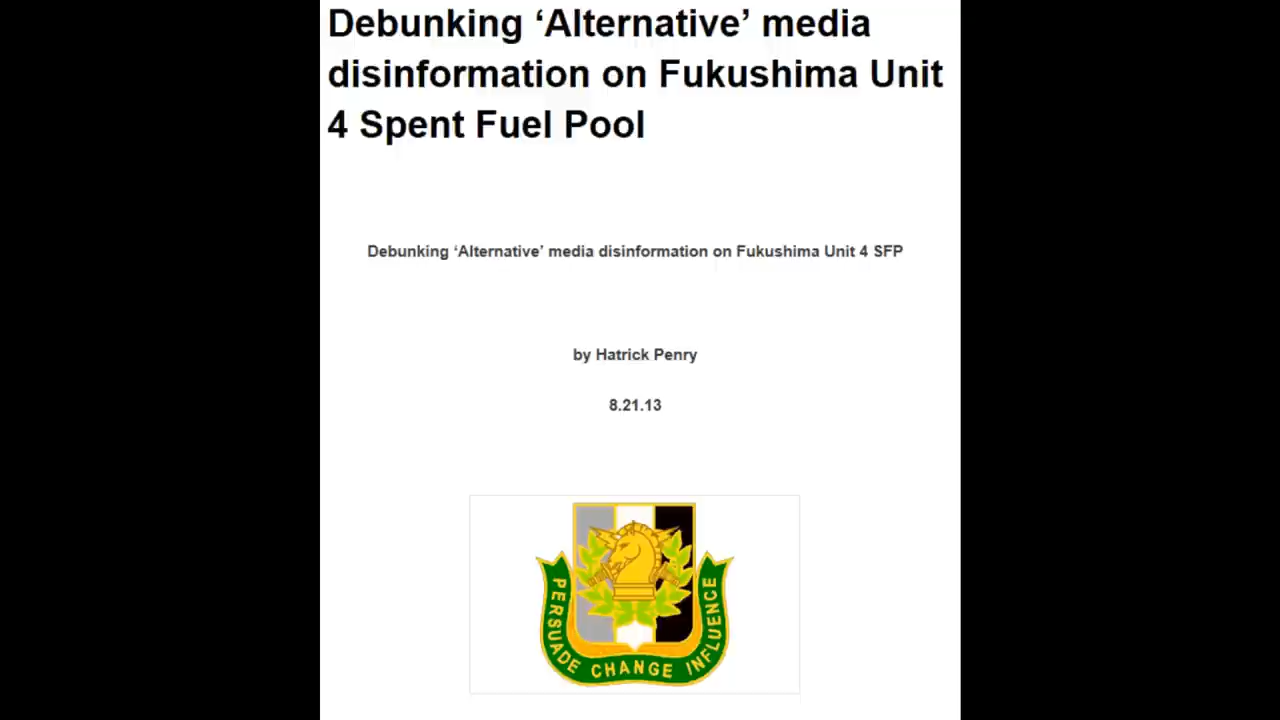 Debunking ‘Alternative’ media
disinformation on Fukushima Unit
4 Spent Fuel Pool
Debunking ‘Alternative’ media disinformation on Fukushima Unit 4 SFP
by Hatrick Penry
8.21.13
PERSUADE CHANGE INFLUENCE